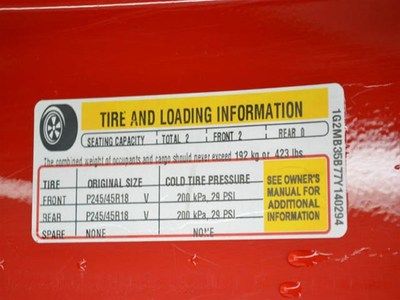 TIRE AND LOADING INFORMATION
SEATING CAPACITY TOTAL 2 FRONT 2 REAR 0
The combined weight of occupants and cargo should never exceed 192 kg or 423 lbs
TIRE ORIGINAL SIZE COLD TIRE PRESSURE
FRONT P245/45R18 V 200 kPa, 29 PSI
REAR P245/45R18 V 200 kPa, 29 PSI
SPARE NONE NONE
SEE OWNER'S
MANUAL FOR
ADDITIONAL
INFORMATION
1G2MB35B77Y140294